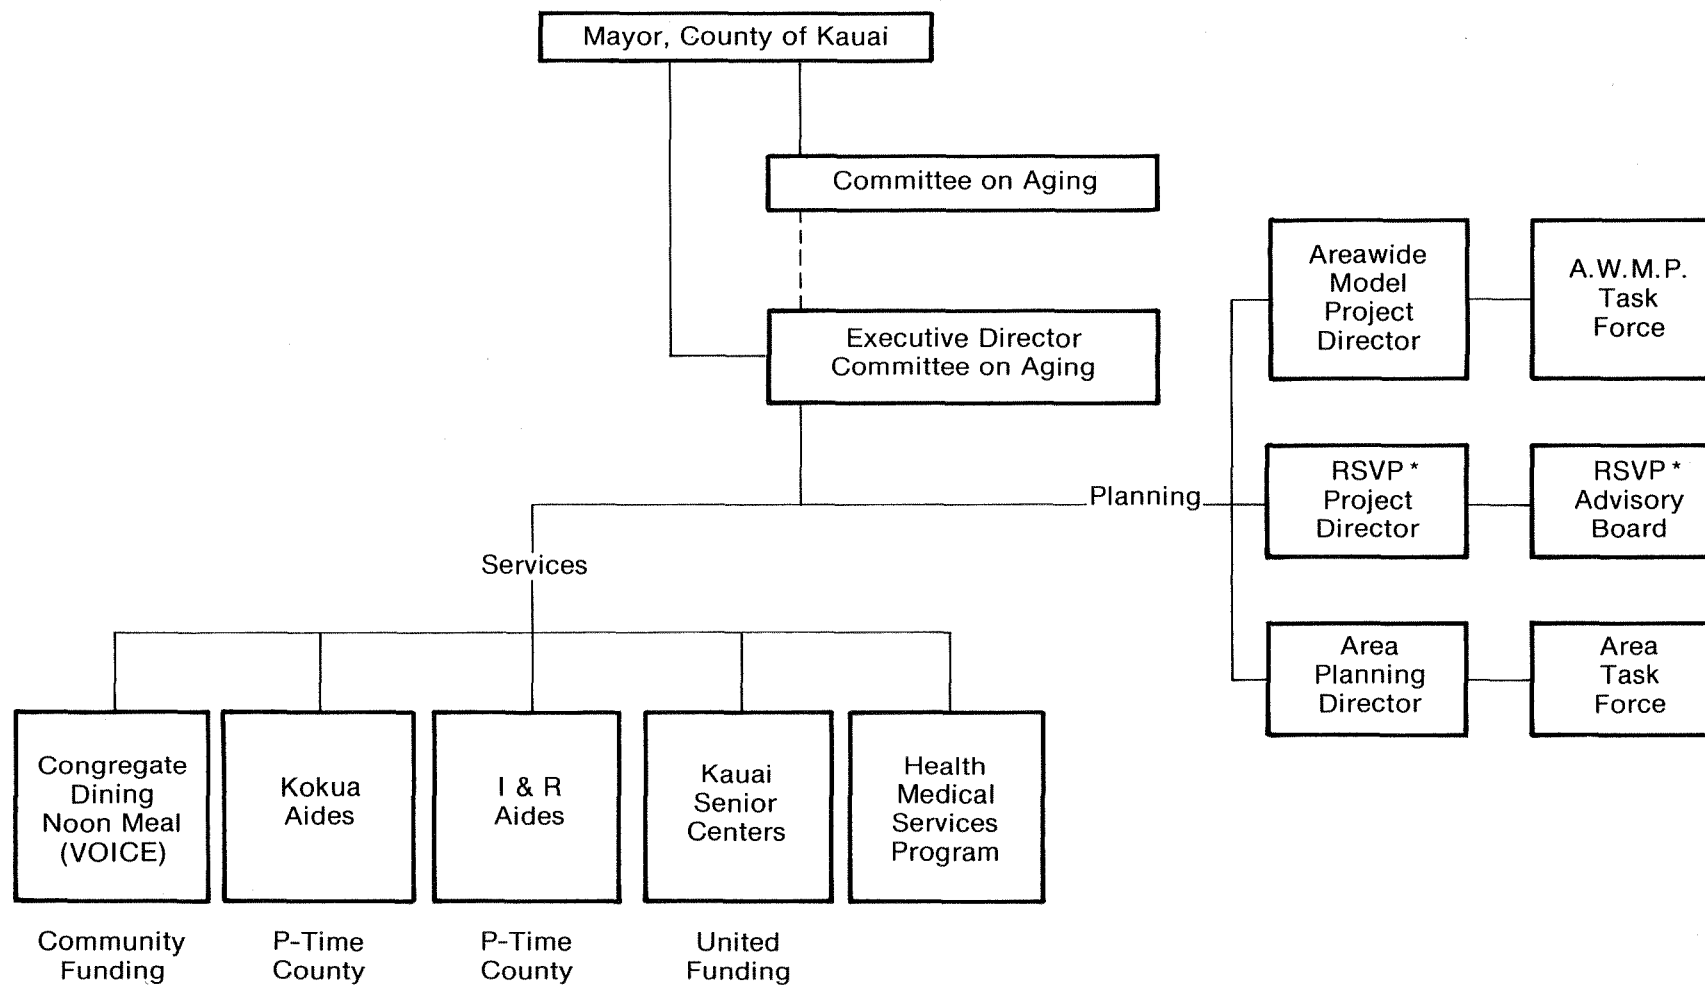 Mayor, County of Kauai
Committee on Aging
Executive Director
Committee on Aging
Areawide
Model
Project
Director
A.W.M.P.
Task
Force
Planning
RSVP *
Project
Director
RSVP *
Advisory
Board
Area
Planning
Director
Area
Task
Force
Services
Congregate
Dining
Noon Meal
(VOICE)
Kokua
Aides
I & R
Aides
Kauai
Senior
Centers
Health
Medical
Services
Program
Community
Funding
P-Time
County
P-Time
County
United
Funding